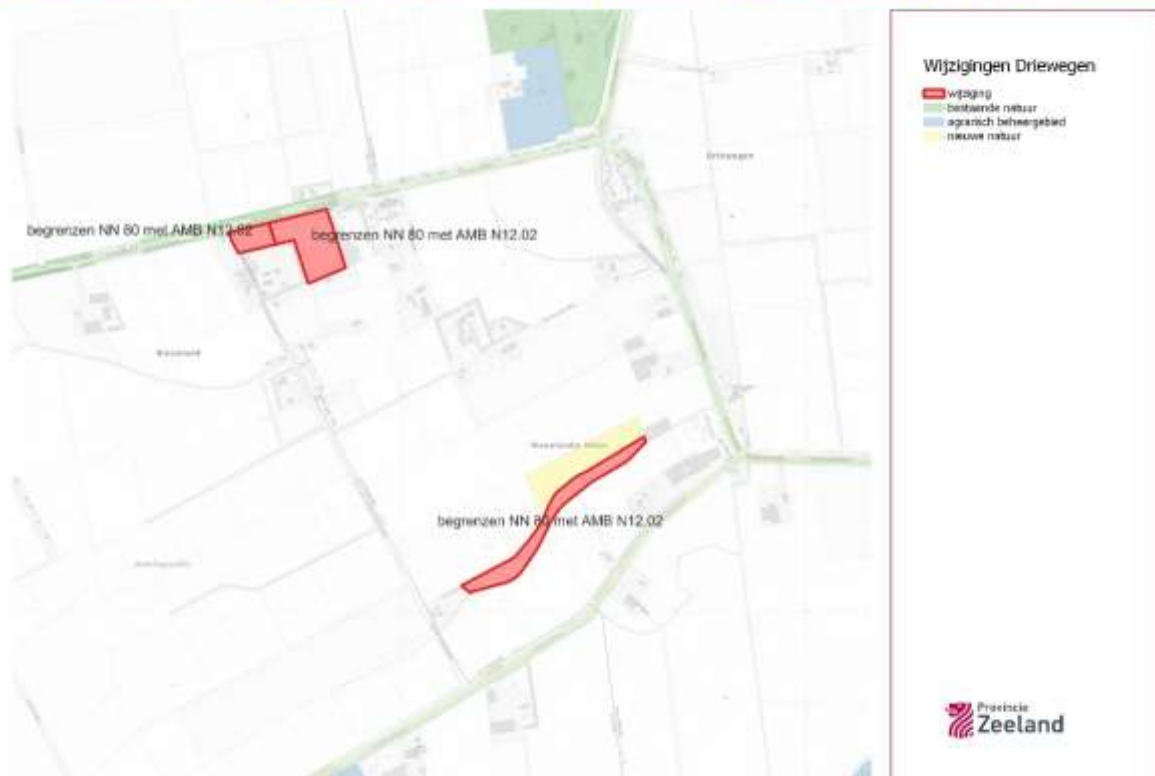 Wijzigingen Driewegen
wijziging
bestaande natuur
agrarisch beheergebied
nieuwe natuur
Driewegen
begrenzen NN 80 met AMB N12.02
begrenzen NN 80 met AMB N12.02
begrenzen NN 80 met AMB N12.02
Provincie
Zeeland